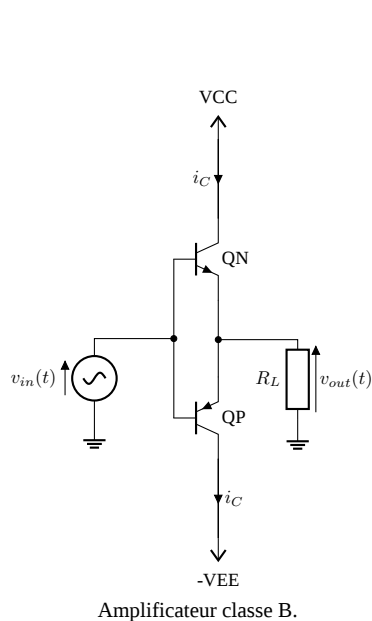 VCC
i_C
QN
v_in(t)
R_L
v_out(t)
QP
i_C
-VEE
Amplificateur classe B.